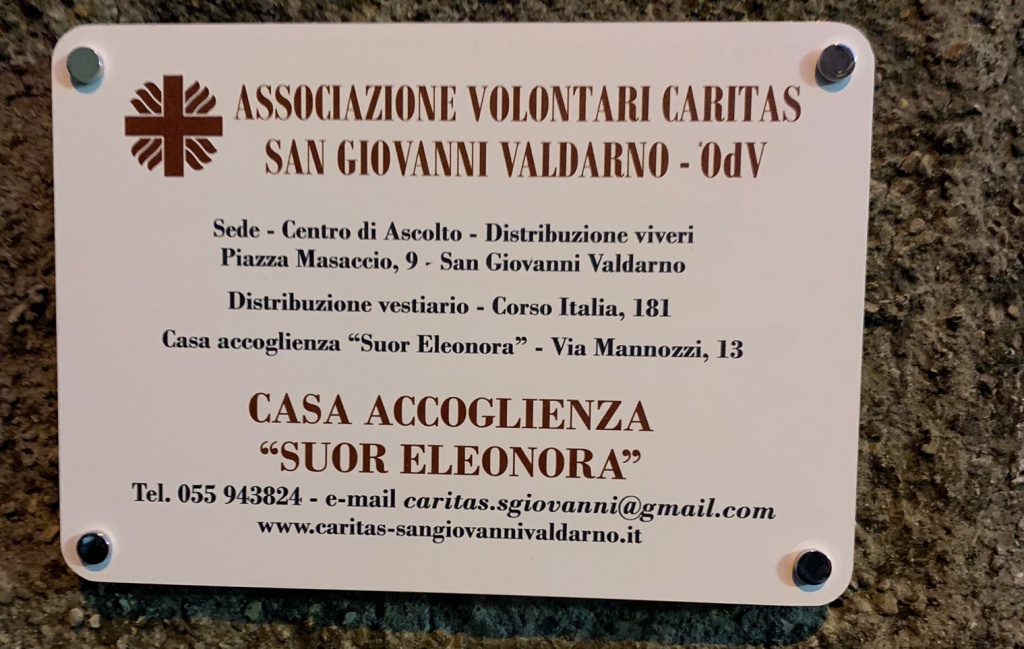 ASSOCIAZIONE VOLONTARI CARITAS
SAN GIOVANNI VALDARNO - OdV
Sede - Centro di Ascolto - Distribuzione viveri
Piazza Masaccio, 9 - San Giovanni Valdarno
Distribuzione vestiario - Corso Italia, 181
Casa accoglienza “Suor Eleonora” - Via Mannozzi, 13
CASA ACCOGLIENZA
“SUOR ELEONORA”
Tel. 055 943824 - e-mail caritas.sgiovanni@gmail.com
www.caritas-sangiovannivaldarno.it